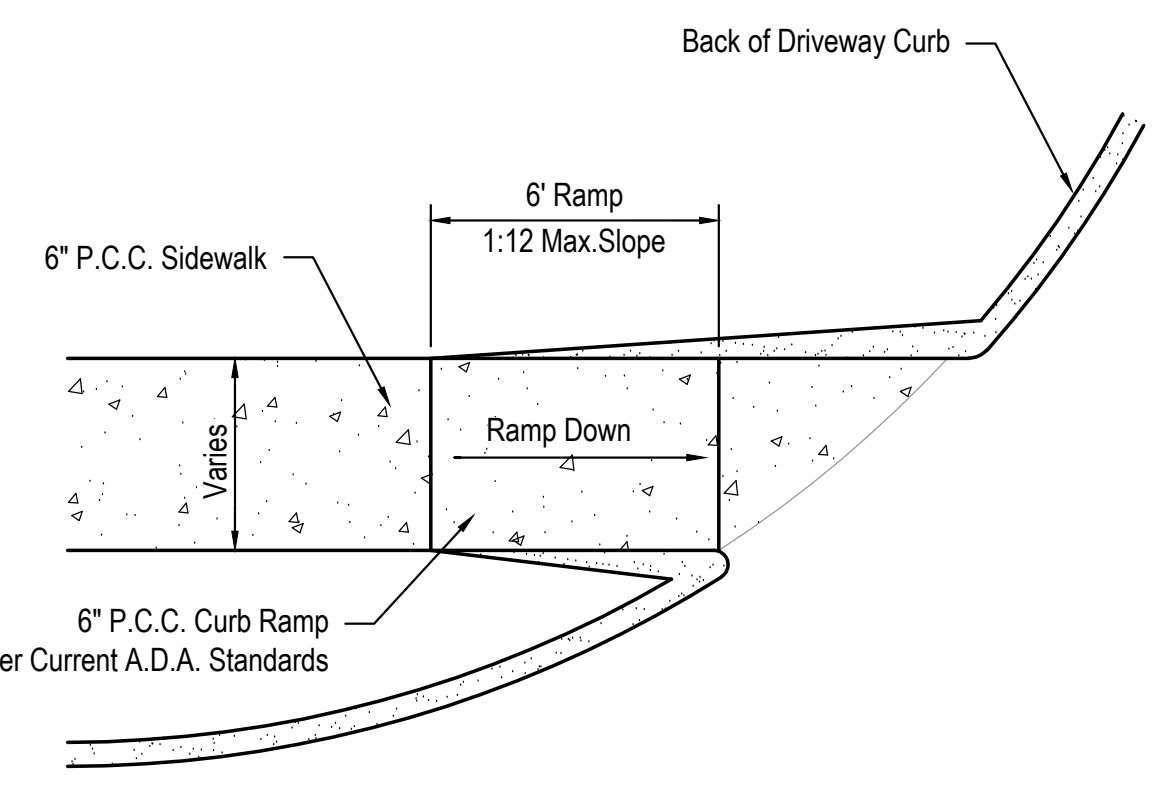 Back of Driveway Curb
6' Ramp
1:12 Max.Slope
6" P.C.C. Sidewalk
Ramp Down
Varies
6" P.C.C. Curb Ramp
er Current A.D.A. Standards